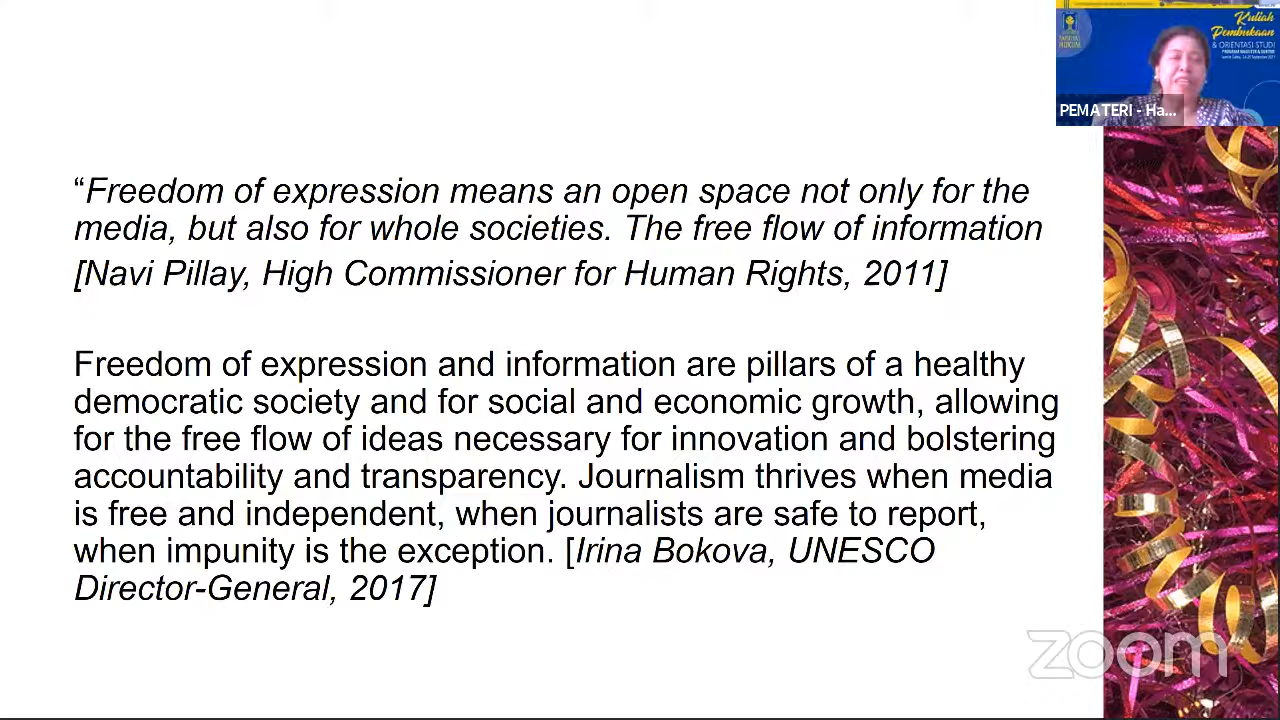 Kuliah
Pembukaan
& ORIENTASI STUDI
PEMATERI - Ha...
“Freedom of expression means an open space not only for the
media, but also for whole societies. The free flow of information
[Navi Pillay, High Commissioner for Human Rights, 2011]
Freedom of expression and information are pillars of a healthy
democratic society and for social and economic growth, allowing
for the free flow of ideas necessary for innovation and bolstering
accountability and transparency. Journalism thrives when media
is free and independent, when journalists are safe to report,
when impunity is the exception. [Irina Bokova, UNESCO
Director-General, 2017]
zoom